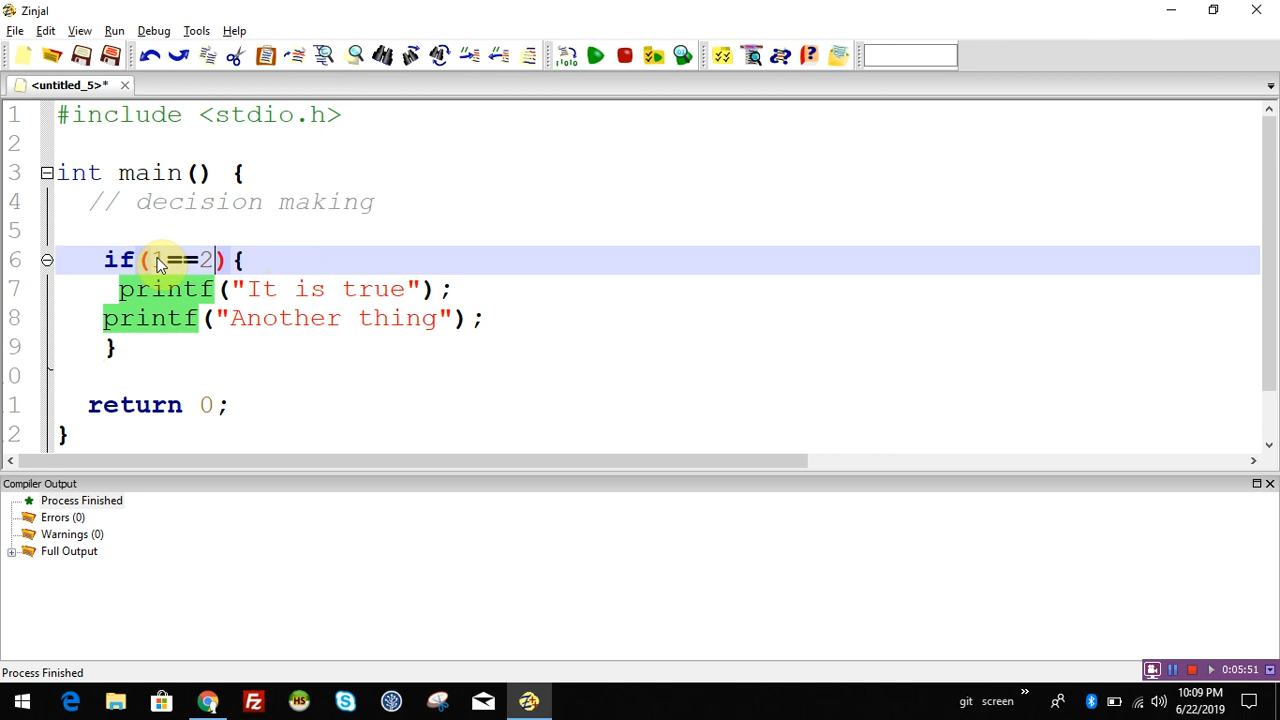 Zinjal
File Edit View Run Debug Tools Help
<untitled_5>*
1 #include <stdio.h>
2
3 int main() {
4 // decision making
5
6 if(1==2){
7 printf("It is true");
8 printf("Another thing");
9 }
0
1 return 0;
2 }
Compiler Output
Process Finished
Errors (0)
Warnings (0)
Full Output
Process Finished
0:05:51
git screen
10:09 PM
6/22/2019